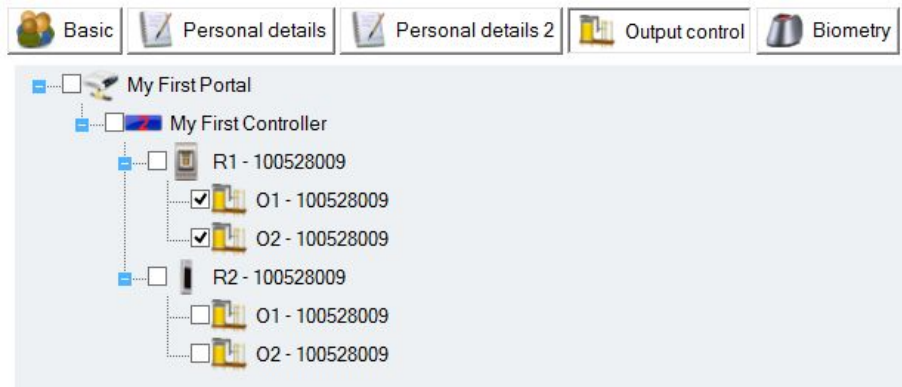 Basic Personal details Personal details 2 Output control Biometry
My First Portal
My First Controller
R1 - 100528009
O1 - 100528009
O2 - 100528009
R2 - 100528009
O1 - 100528009
O2 - 100528009